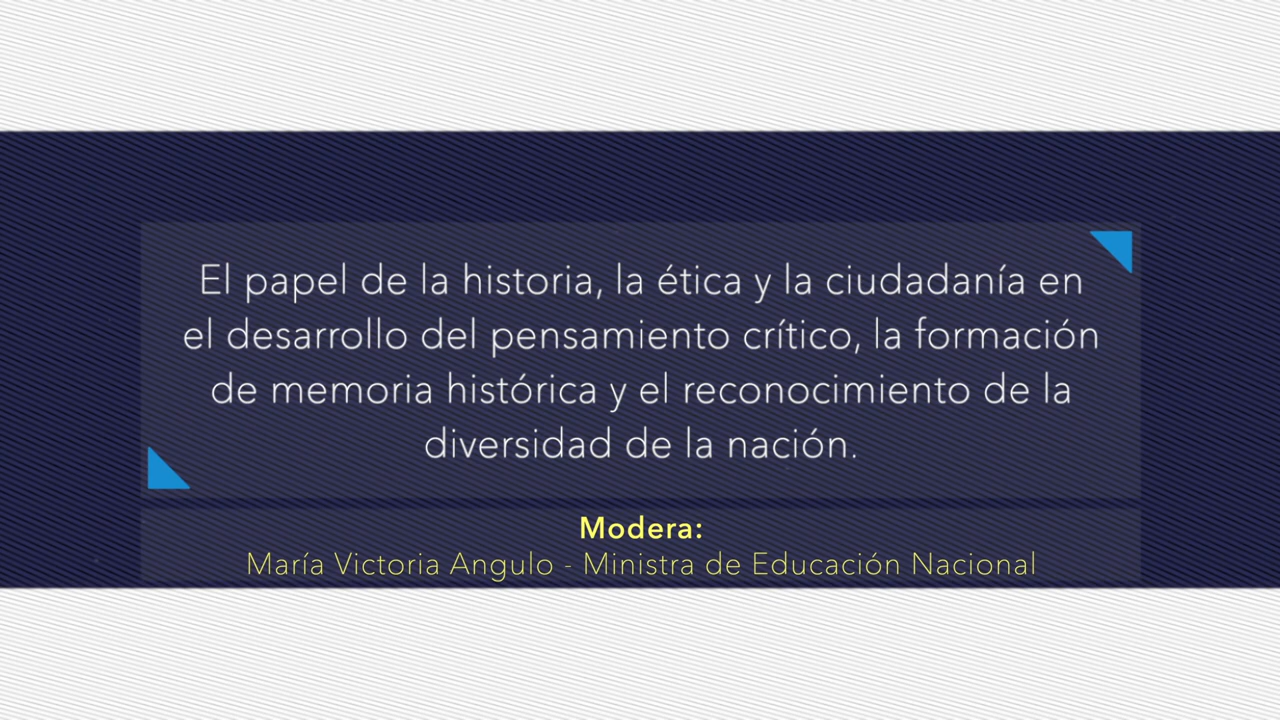 El papel de la historia, la ética y la ciudadanía en
el desarrollo del pensamiento crítico, la formación
de memoria histórica y el reconocimiento de la
diversidad de la nación.
Modera:
María Victoria Angulo - Ministra de Educación Nacional